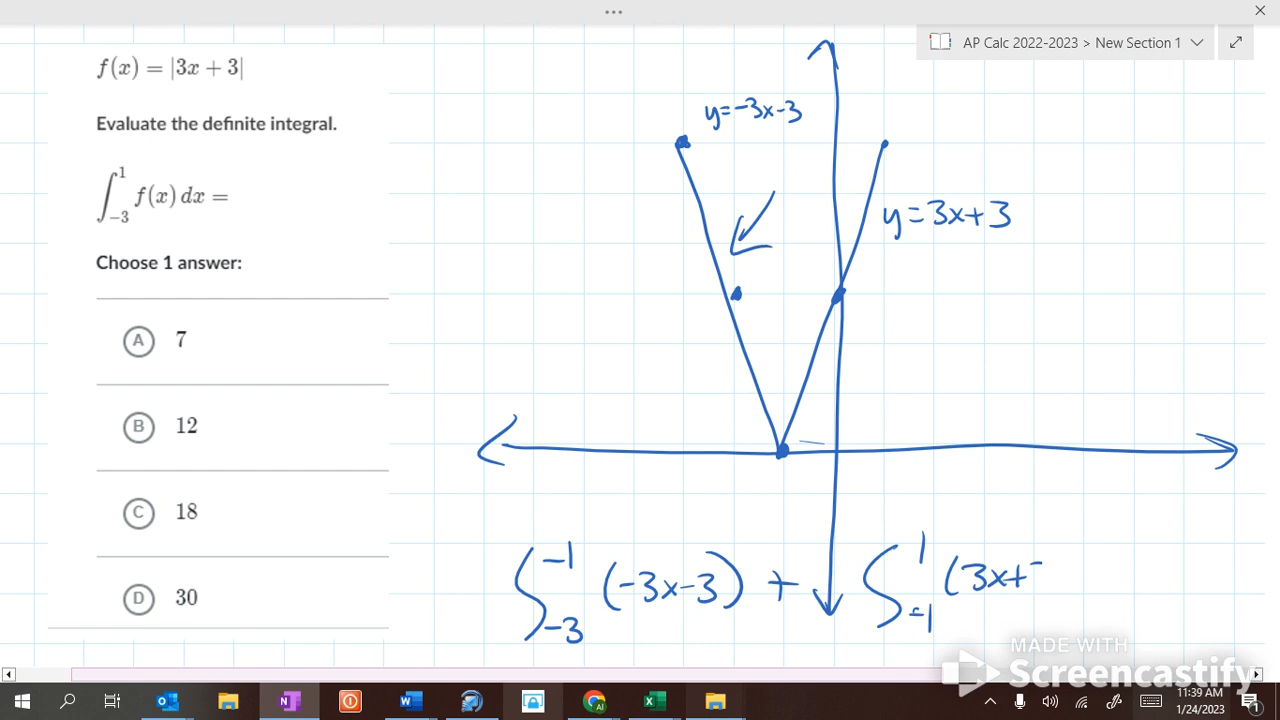 AP Calc 2022-2023 > New Section 1
f(x) = |3x + 3|
Evaluate the definite integral.
∫_{-3}^{1} f(x) dx =
Choose 1 answer:
A 7
B 12
C 18
D 30
y=-3x-3
y=3x+3
∫_{-3}^{-1} (-3x-3) + ∫_{-1}^{1} (3x+
MADE WITH
Screencastify
11:39 AM
1/24/2023